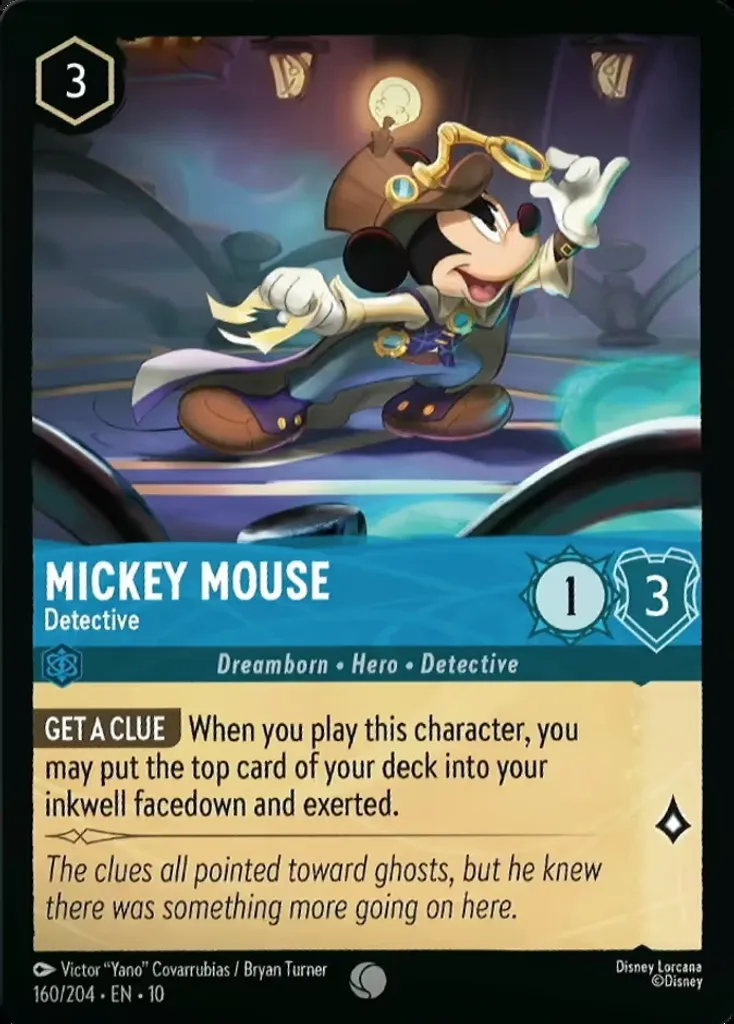 3
MICKEY MOUSE
Detective
1
3
Dreamborn • Hero • Detective
GET A CLUE When you play this character, you
may put the top card of your deck into your
inkwell facedown and exerted.
The clues all pointed toward ghosts, but he knew
there was something more going on here.
Victor "Yano" Covarrubias / Bryan Turner
160/204 • EN • 10
Disney Lorcana
©Disney